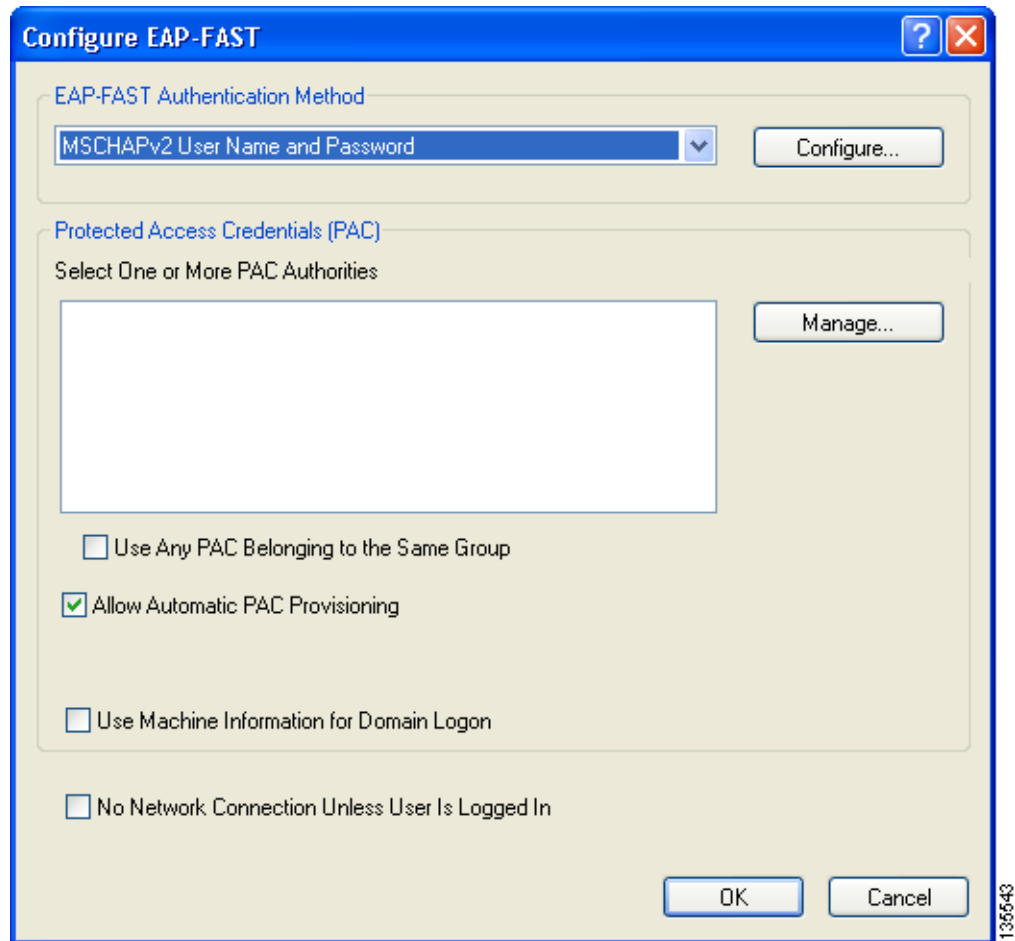 Configure EAP-FAST
EAP-FAST Authentication Method
MSCHAPv2 User Name and Password
Configure...
Protected Access Credentials (PAC)
Select One or More PAC Authorities
Manage...
Use Any PAC Belonging to the Same Group
Allow Automatic PAC Provisioning
Use Machine Information for Domain Logon
No Network Connection Unless User Is Logged In
OK
Cancel
135543